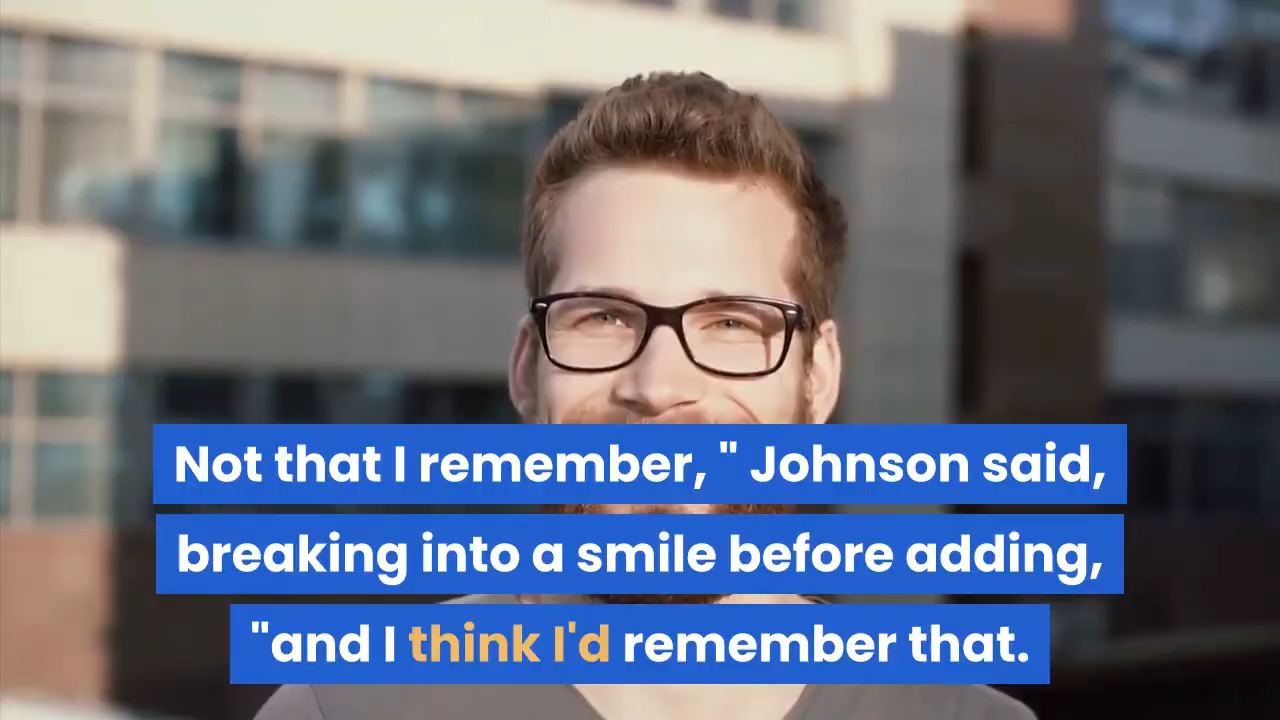 Not that I remember, " Johnson said,
breaking into a smile before adding,
"and I think I'd remember that.